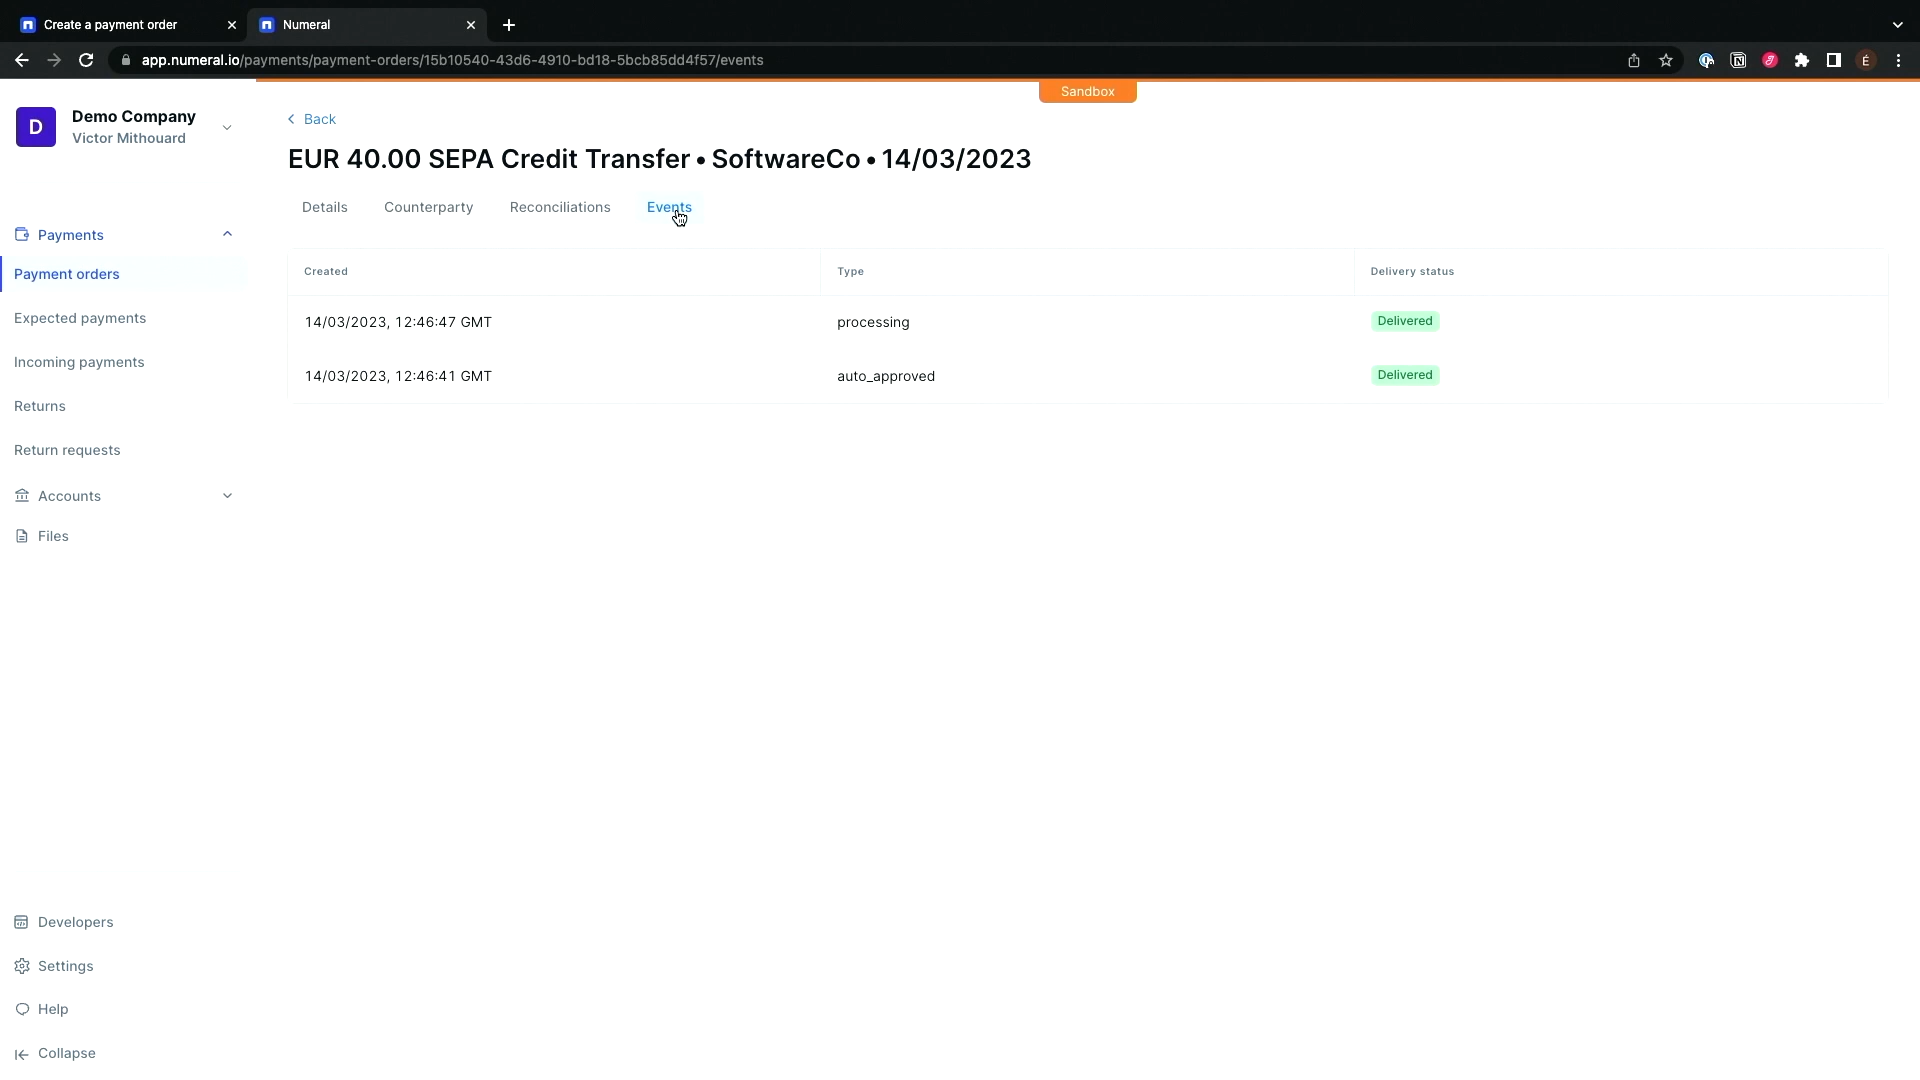 Create a payment order
Numeral
app.numeral.io/payments/payment-orders/15b10540-43d6-4910-bd18-5bcb85dd4f57/events
É
Sandbox
D
Demo Company
Victor Mithouard
Back
EUR 40.00 SEPA Credit Transfer • SoftwareCo • 14/03/2023
Details Counterparty Reconciliations Events
Payments
Payment orders
Expected payments
Incoming payments
Returns
Return requests
Accounts
Files
Created Type Delivery status
14/03/2023, 12:46:47 GMT processing Delivered
14/03/2023, 12:46:41 GMT auto_approved Delivered
Developers
Settings
Help
Collapse